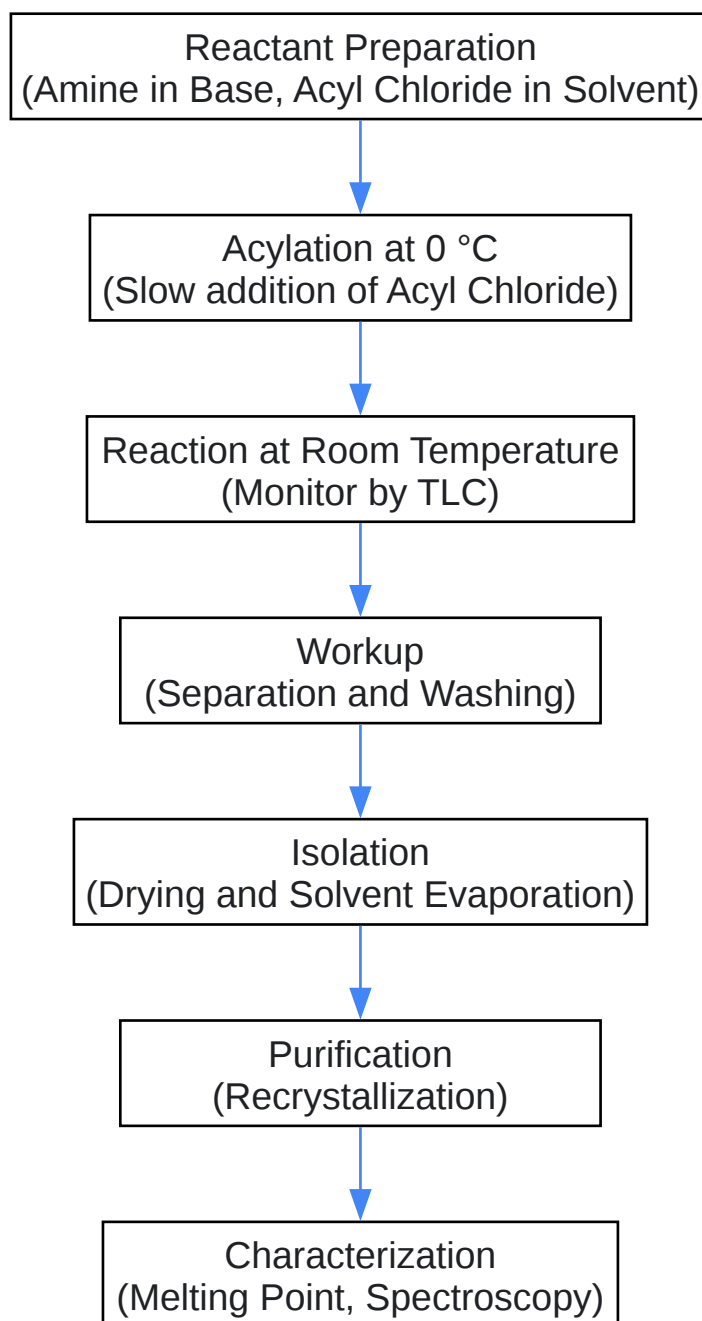 Reactant Preparation
(Amine in Base, Acyl Chloride in Solvent)
Acylation at 0 °C
(Slow addition of Acyl Chloride)
Reaction at Room Temperature
(Monitor by TLC)
Workup
(Separation and Washing)
Isolation
(Drying and Solvent Evaporation)
Purification
(Recrystallization)
Characterization
(Melting Point, Spectroscopy)